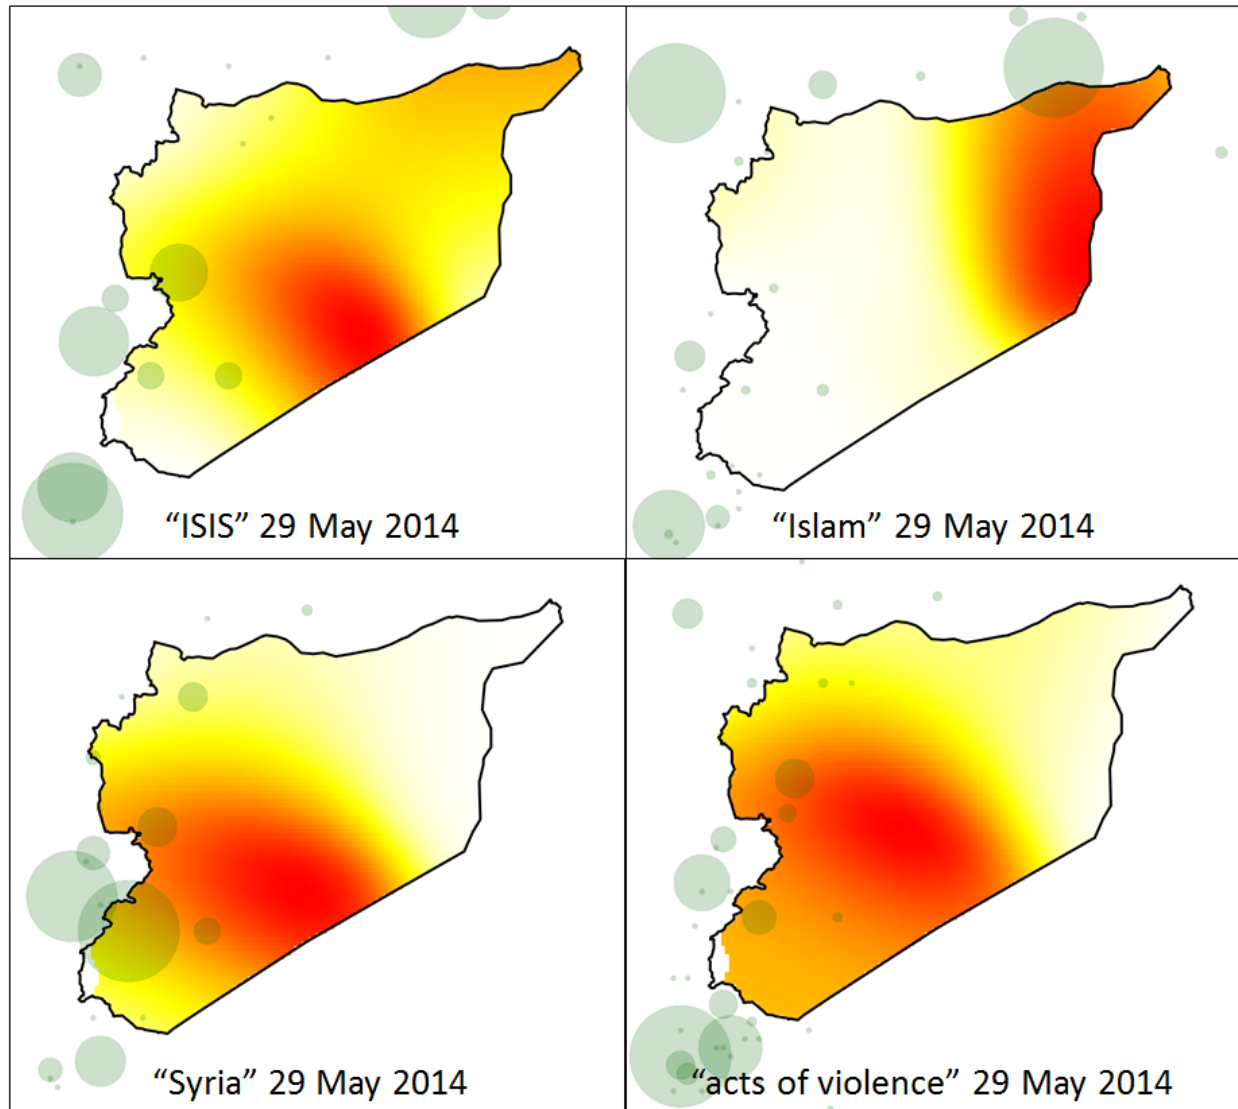 “ISIS” 29 May 2014
“Islam” 29 May 2014
“Syria” 29 May 2014
“acts of violence” 29 May 2014